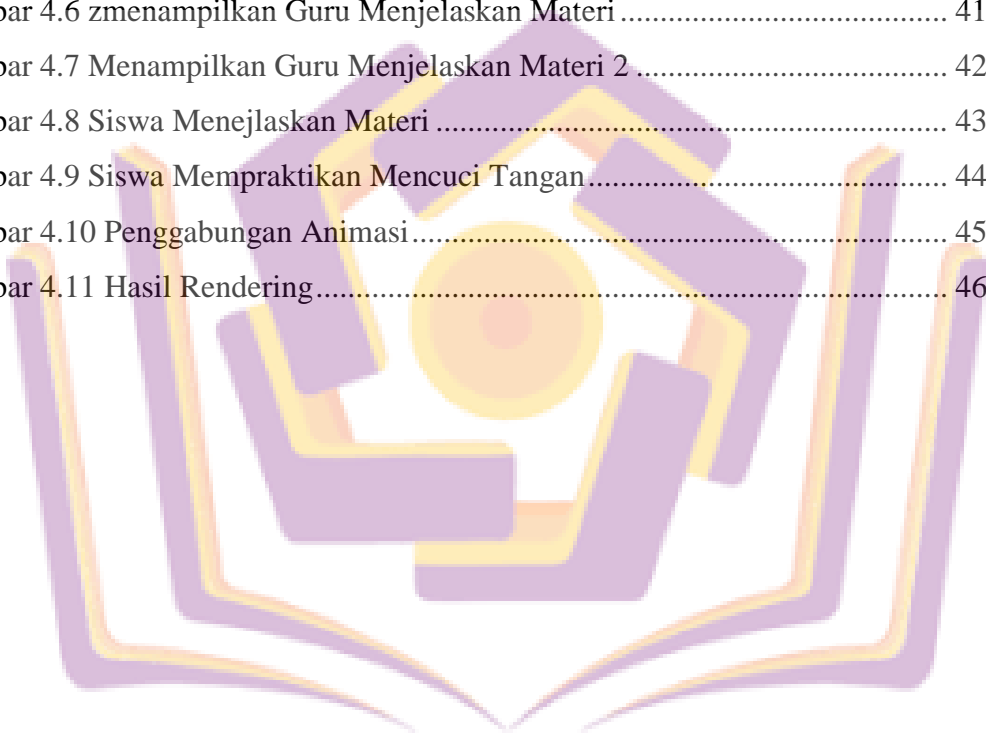 bar 4.6 zmenampilkan Guru Menjelaskan Materi ........................................ 41
bar 4.7 Menampilkan Guru Menjelaskan Materi 2 ...................................... 42
bar 4.8 Siswa Menejlaskan Materi ............................................................... 43
bar 4.9 Siswa Mempraktikan Mencuci Tangan ............................................ 44
bar 4.10 Penggabungan Animasi .................................................................. 45
bar 4.11 Hasil Rendering .............................................................................. 46